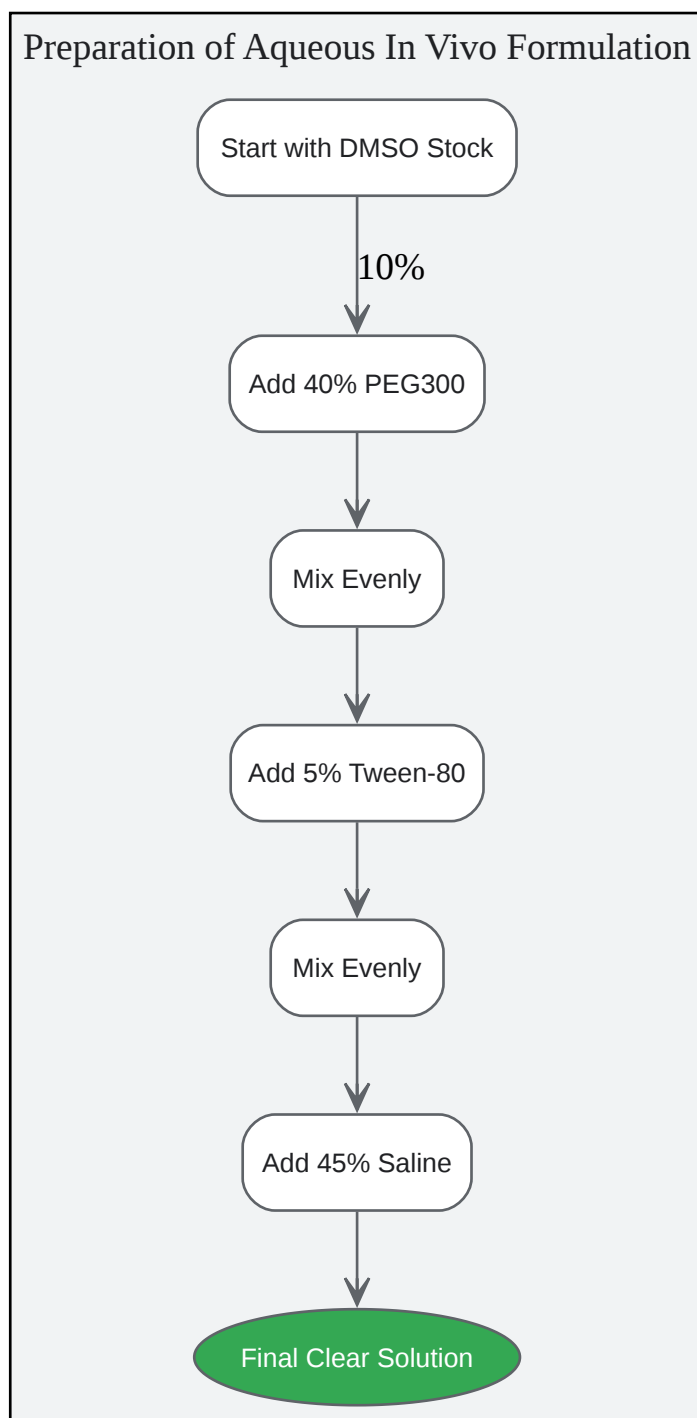 Preparation of Aqueous In Vivo Formulation
Start with DMSO Stock
10%
Add 40% PEG300
Mix Evenly
Add 5% Tween-80
Mix Evenly
Add 45% Saline
Final Clear Solution